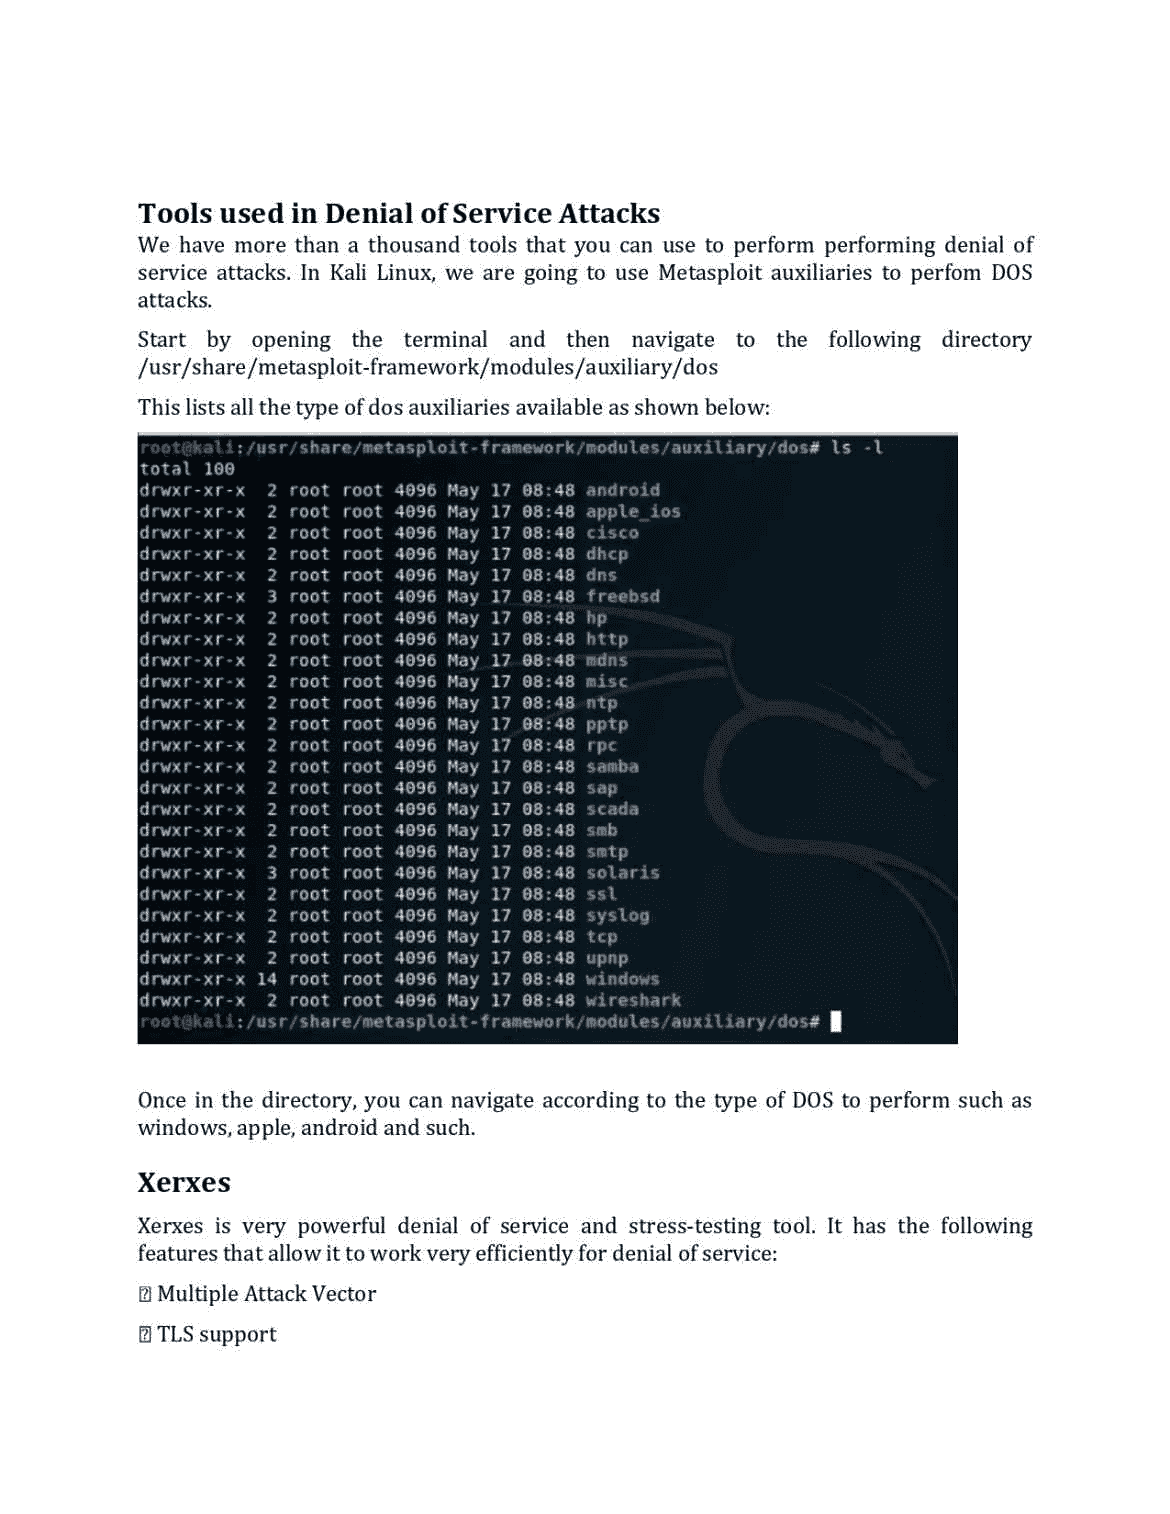 Tools used in Denial of Service Attacks
We have more than a thousand tools that you can use to perform performing denial of
service attacks. In Kali Linux, we are going to use Metasploit auxiliaries to perfom DOS
attacks.
Start by opening the terminal and then navigate to the following directory
/usr/share/metasploit-framework/modules/auxiliary/dos
This lists all the type of dos auxiliaries available as shown below:
root@kali:/usr/share/metasploit-framework/modules/auxiliary/dos# ls -l
total 100
drwxr-xr-x  2 root root 4096 May 17 08:48 android
drwxr-xr-x  2 root root 4096 May 17 08:48 apple_ios
drwxr-xr-x  2 root root 4096 May 17 08:48 cisco
drwxr-xr-x  2 root root 4096 May 17 08:48 dhcp
drwxr-xr-x  2 root root 4096 May 17 08:48 dns
drwxr-xr-x  3 root root 4096 May 17 08:48 freebsd
drwxr-xr-x  2 root root 4096 May 17 08:48 hp
drwxr-xr-x  2 root root 4096 May 17 08:48 http
drwxr-xr-x  2 root root 4096 May 17 08:48 mdns
drwxr-xr-x  2 root root 4096 May 17 08:48 misc
drwxr-xr-x  2 root root 4096 May 17 08:48 ntp
drwxr-xr-x  2 root root 4096 May 17 08:48 pptp
drwxr-xr-x  2 root root 4096 May 17 08:48 rpc
drwxr-xr-x  2 root root 4096 May 17 08:48 samba
drwxr-xr-x  2 root root 4096 May 17 08:48 sap
drwxr-xr-x  2 root root 4096 May 17 08:48 scada
drwxr-xr-x  2 root root 4096 May 17 08:48 smb
drwxr-xr-x  2 root root 4096 May 17 08:48 smtp
drwxr-xr-x  3 root root 4096 May 17 08:48 solaris
drwxr-xr-x  2 root root 4096 May 17 08:48 ssl
drwxr-xr-x  2 root root 4096 May 17 08:48 syslog
drwxr-xr-x  2 root root 4096 May 17 08:48 tcp
drwxr-xr-x  2 root root 4096 May 17 08:48 upnp
drwxr-xr-x 14 root root 4096 May 17 08:48 windows
drwxr-xr-x  2 root root 4096 May 17 08:48 wireshark
root@kali:/usr/share/metasploit-framework/modules/auxiliary/dos#
Once in the directory, you can navigate according to the type of DOS to perform such as
windows, apple, android and such.
Xerxes
Xerxes is very powerful denial of service and stress-testing tool. It has the following
features that allow it to work very efficiently for denial of service:
⍰ Multiple Attack Vector
⍰ TLS support